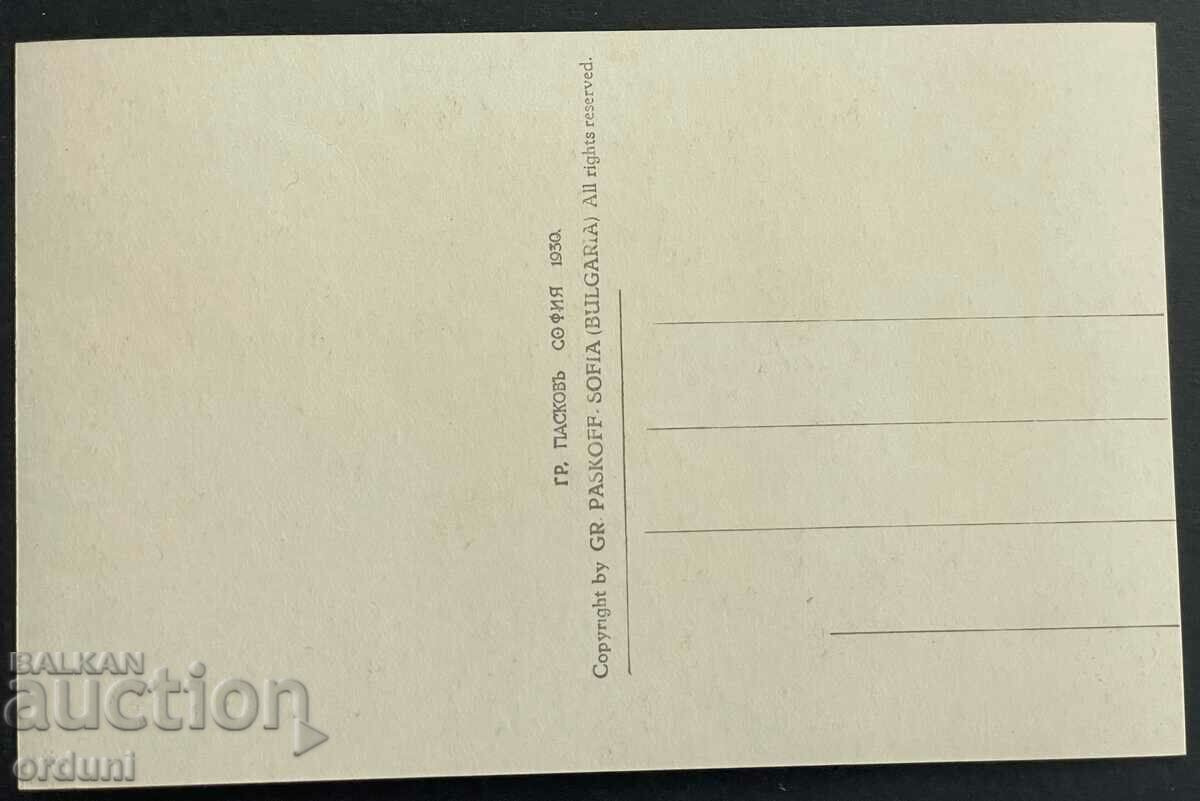 ГР. ПАСКОВЪ СОФИЯ 1930.
Copyright by GR. PASKOFF. SOFIA (BULGARIA) All rights reserved.
BALKAN
auction
orduni